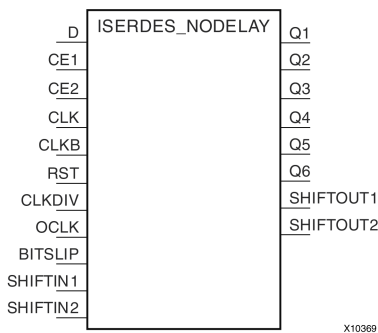 ISERDES_NODELAY
D
CE1
CE2
CLK
CLKB
RST
CLKDIV
OCLK
BITSLIP
SHIFTIN1
SHIFTIN2
Q1
Q2
Q3
Q4
Q5
Q6
SHIFTOUT1
SHIFTOUT2
X10369